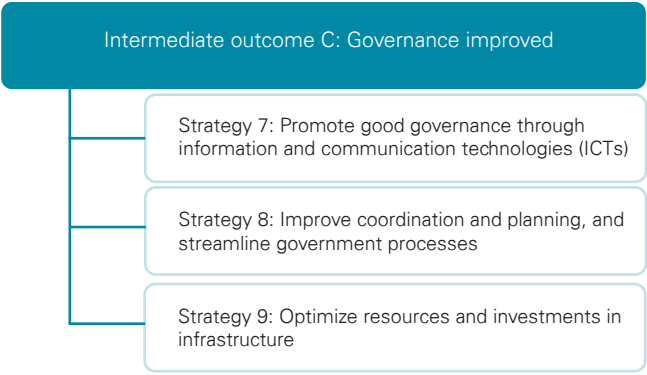 Intermediate outcome C: Governance improved
Strategy 7: Promote good governance through
information and communication technologies (ICTs)
Strategy 8: Improve coordination and planning, and
streamline government processes
Strategy 9: Optimize resources and investments in
infrastructure